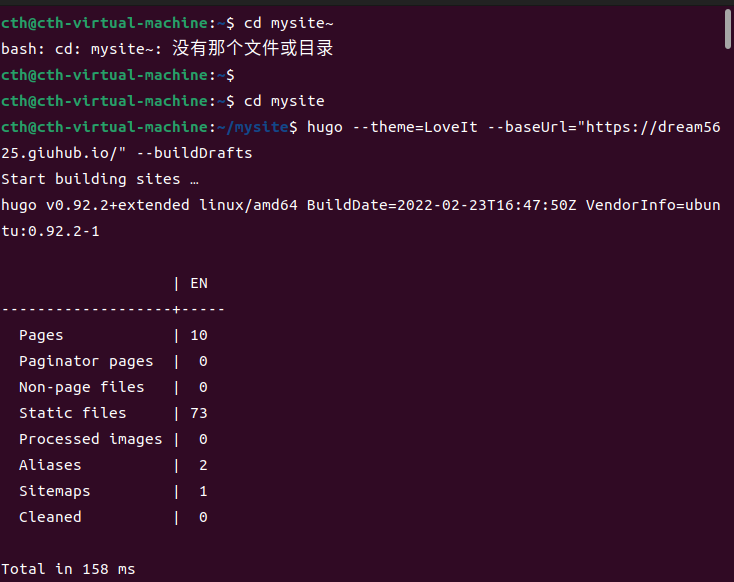 cth@cth-virtual-machine:~$ cd mysite~
bash: cd: mysite~: 没有那个文件或目录
cth@cth-virtual-machine:~$
cth@cth-virtual-machine:~$ cd mysite
cth@cth-virtual-machine:~/mysite$ hugo --theme=LoveIt --baseUrl="https://dream56
25.giuhub.io/" --buildDrafts
Start building sites …
hugo v0.92.2+extended linux/amd64 BuildDate=2022-02-23T16:47:50Z VendorInfo=ubun
tu:0.92.2-1
                   | EN
-------------------+-----
  Pages            | 10
  Paginator pages  |  0
  Non-page files   |  0
  Static files     | 73
  Processed images |  0
  Aliases          |  2
  Sitemaps         |  1
  Cleaned          |  0
Total in 158 ms